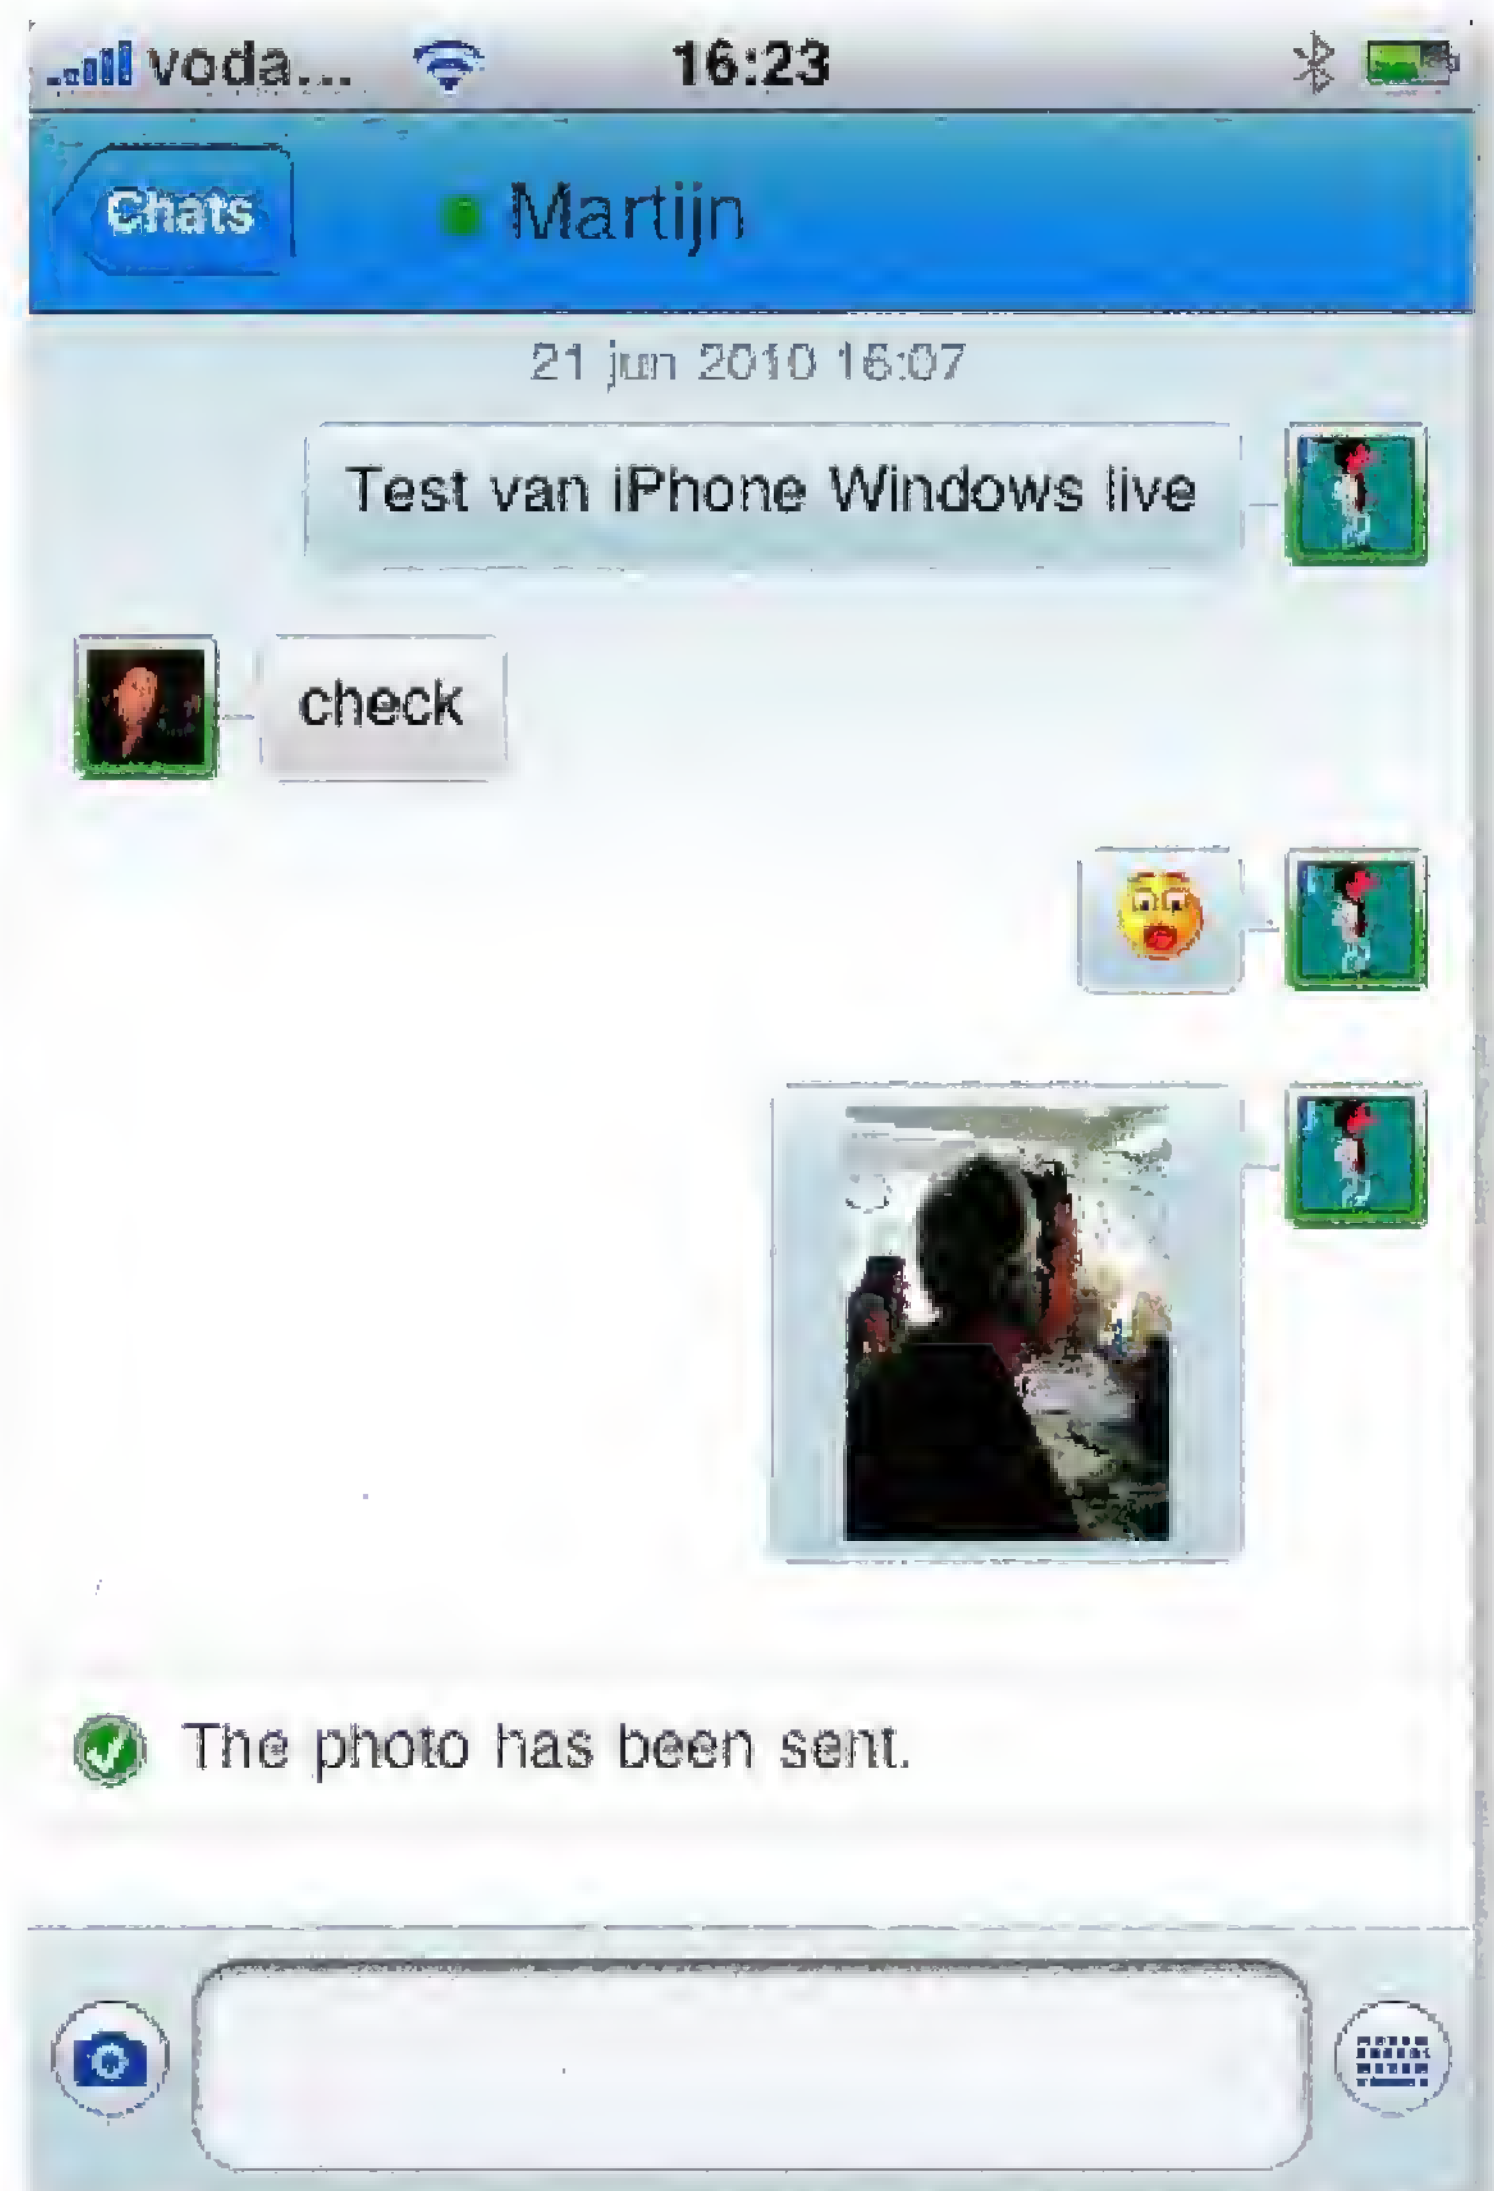 voda... 16:23
Chats Martijn
21 jun 2010 16:07
Test van iPhone Windows live
check
The photo has been sent.